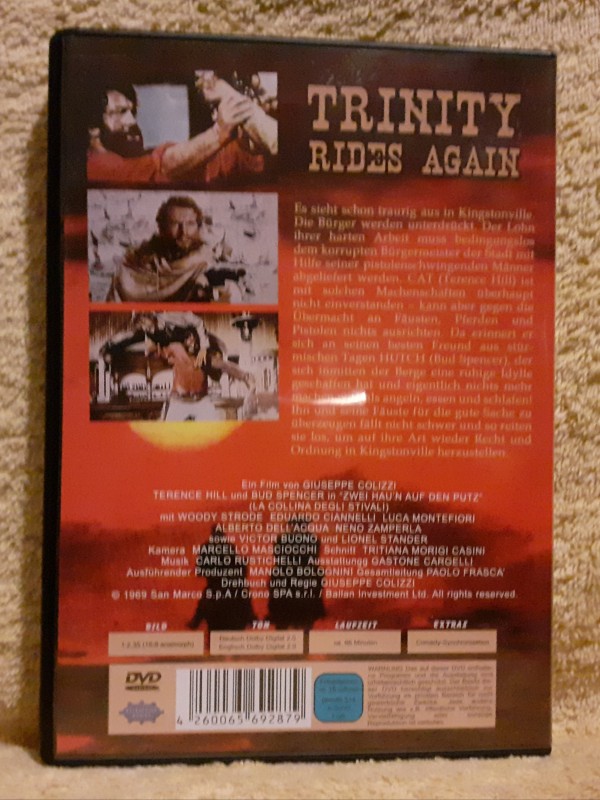 TRINITY
RIDES AGAIN
Es sieht schon traurig aus in Kingstonville.
Die Bürger werden unterdrückt. Der Lohn
ihrer harten Arbeit muss bedingungslos
dem korrupten Bürgermeister der Stadt mit
Hilfe seiner pistolenschwingenden Männer
abgeliefert werden. CAT (Terence Hill) ist
mit solchen Machenschaften überhaupt
nicht einverstanden - kann aber gegen die
Übermacht an Fäusten, Pferden und
Pistolen nichts ausrichten. Da erinnert er
sich an seinen besten Freund aus stür-
mischen Tagen HUTCH (Bud Spencer), der
sich inmitten der Berge eine ruhige Idylle
geschaffen hat und eigentlich nichts mehr
als angeln, essen und schlafen!
Ihn und seine Fäuste für die gute Sache zu
überzeugen fällt nicht schwer und so reiten
sie los, um auf ihre Art wieder Recht und
Ordnung in Kingstonville herzustellen.
Ein Film von GIUSEPPE COLIZZI
TERENCE HILL und BUD SPENCER in "ZWEI HAU'N AUF DEN PUTZ"
(LA COLLINA DEGLI STIVALI)
mit WOODY STRODE EDUARDO CIANNELLI LUCA MONTEFIORI
ALBERTO DELL'ACQUA NENO ZAMPERLA
sowie VICTOR BUONO und LIONEL STANDER
Kamera MARCELLO MASCIOCCHI Schnitt TRITIANA MORIGI CASINI
Musik CARLO RUSTICHELLI Ausstattungg GASTONE CARGELLI
Ausführender Produzent MANOLO BOLOGNINI Gesamtleitung PAOLO FRASCA'
Drehbuch und Regie GIUSEPPE COLIZZI
© 1969 San Marco S.p.A / Crono SPA s.r.l. / Ballan Investment Ltd. All rights reserved.
BILD TON LAUFZEIT EXTRAS
1:2,35 (16:9 anamorph) Deutsch Dolby Digital 2.0 Minuten Comedy-Synchronisation
Englisch Dolby Digital 2.0
DVD
4 260065 692879